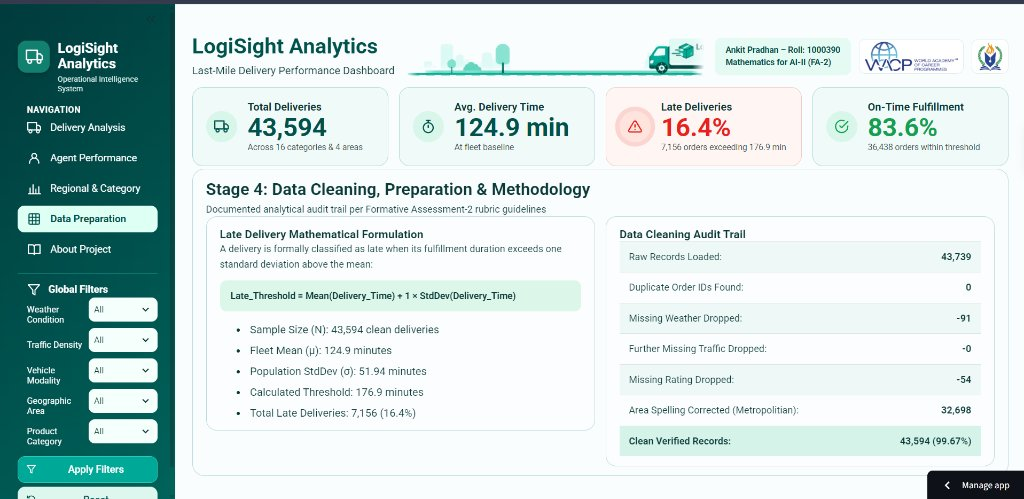 LogiSight
Analytics
Operational Intelligence
System
NAVIGATION
Delivery Analysis
Agent Performance
Regional & Category
Data Preparation
About Project
Global Filters
Weather
Condition
All
Traffic Density
All
Vehicle
Modality
All
Geographic
Area
All
Product
Category
All
Apply Filters
LogiSight Analytics
Last-Mile Delivery Performance Dashboard
Ankit Pradhan – Roll: 1000390
Mathematics for AI-II (FA-2)
WACP
WORLD ACADEMY
OF CAREER
PROGRAMMES
Total Deliveries
43,594
Across 16 categories & 4 areas
Avg. Delivery Time
124.9 min
At fleet baseline
Late Deliveries
16.4%
7,156 orders exceeding 176.9 min
On-Time Fulfillment
83.6%
36,438 orders within threshold
Stage 4: Data Cleaning, Preparation & Methodology
Documented analytical audit trail per Formative Assessment-2 rubric guidelines
Late Delivery Mathematical Formulation
A delivery is formally classified as late when its fulfillment duration exceeds one
standard deviation above the mean:
Late_Threshold = Mean(Delivery_Time) + 1 × StdDev(Delivery_Time)
• Sample Size (N): 43,594 clean deliveries
• Fleet Mean (μ): 124.9 minutes
• Population StdDev (σ): 51.94 minutes
• Calculated Threshold: 176.9 minutes
• Total Late Deliveries: 7,156 (16.4%)
Data Cleaning Audit Trail
Raw Records Loaded: 43,739
Duplicate Order IDs Found: 0
Missing Weather Dropped: -91
Further Missing Traffic Dropped: -0
Missing Rating Dropped: -54
Area Spelling Corrected (Metropolitian): 32,698
Clean Verified Records: 43,594 (99.67%)
Manage app